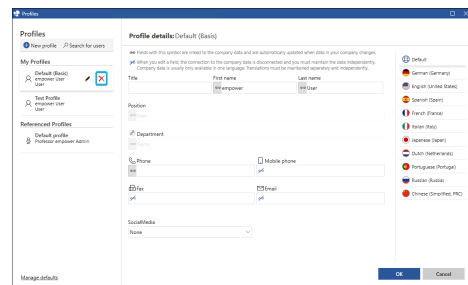 Profiles
Profiles
New profile
Search for users
My Profiles
Default (Basis)
empower User
User
Test Profile
empower User
User
Referenced Profiles
Default profile
Professor empower Admin
Manage defaults
Profile details: Default (Basis)
Fields with this symbol are linked to the company data and are automatically updated when data in your company changes.
When you edit a field, the connection to the company data is disconnected and you must maintain the data independently.
Company data is usually only available in one language. Translations must be maintained separately and independently.
Title
First name
Last name
empower
User
Position
User
Department
Phone
Mobile phone
Fax
Email
SocialMedia
None
Default
German (Germany)
English (United States)
Spanish (Spain)
French (France)
Italian (Italy)
Japanese (Japan)
Dutch (Netherlands)
Portuguese (Portugal)
Russian (Russia)
Chinese (Simplified, PRC)
OK
Cancel